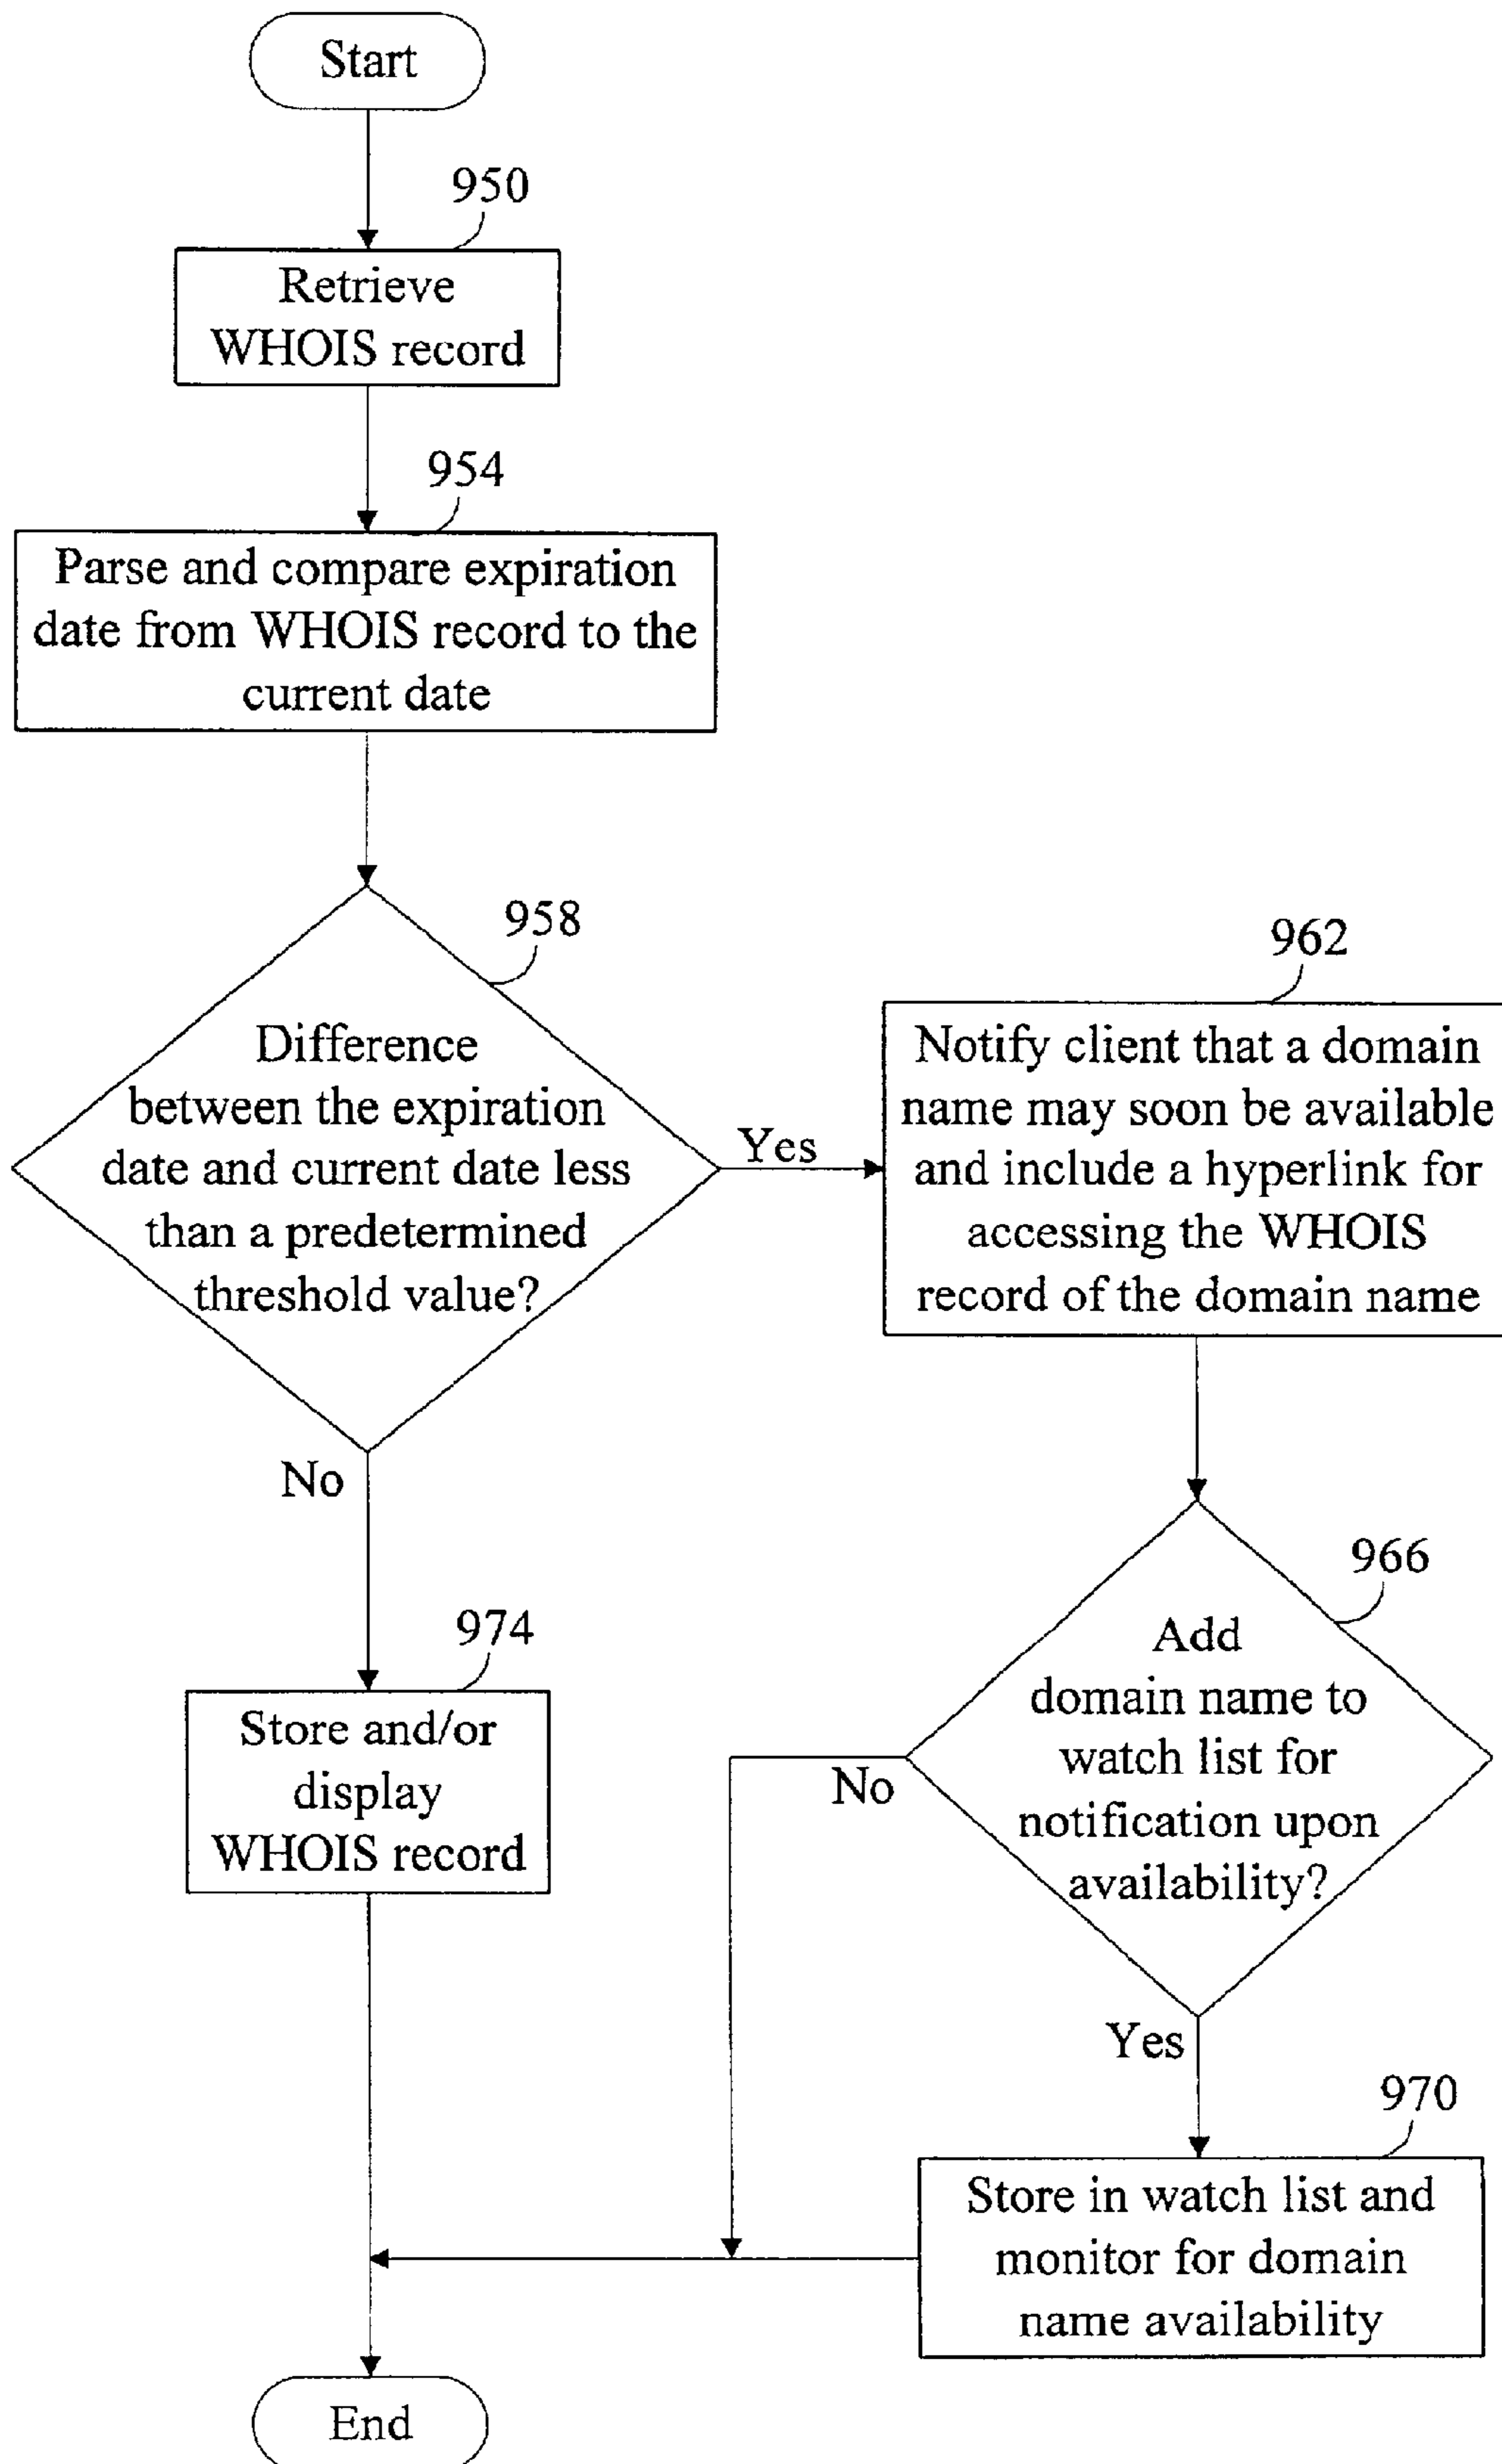 Start
950
Retrieve
WHOIS record
954
Parse and compare expiration
date from WHOIS record to the
current date
958
Difference
between the expiration
date and current date less
than a predetermined
threshold value?
Yes
962
Notify client that a domain
name may soon be available
and include a hyperlink for
accessing the WHOIS
record of the domain name
No
966
Add
domain name to
watch list for
notification upon
availability?
No
Yes
974
Store and/or
display
WHOIS record
970
Store in watch list and
monitor for domain
name availability
End